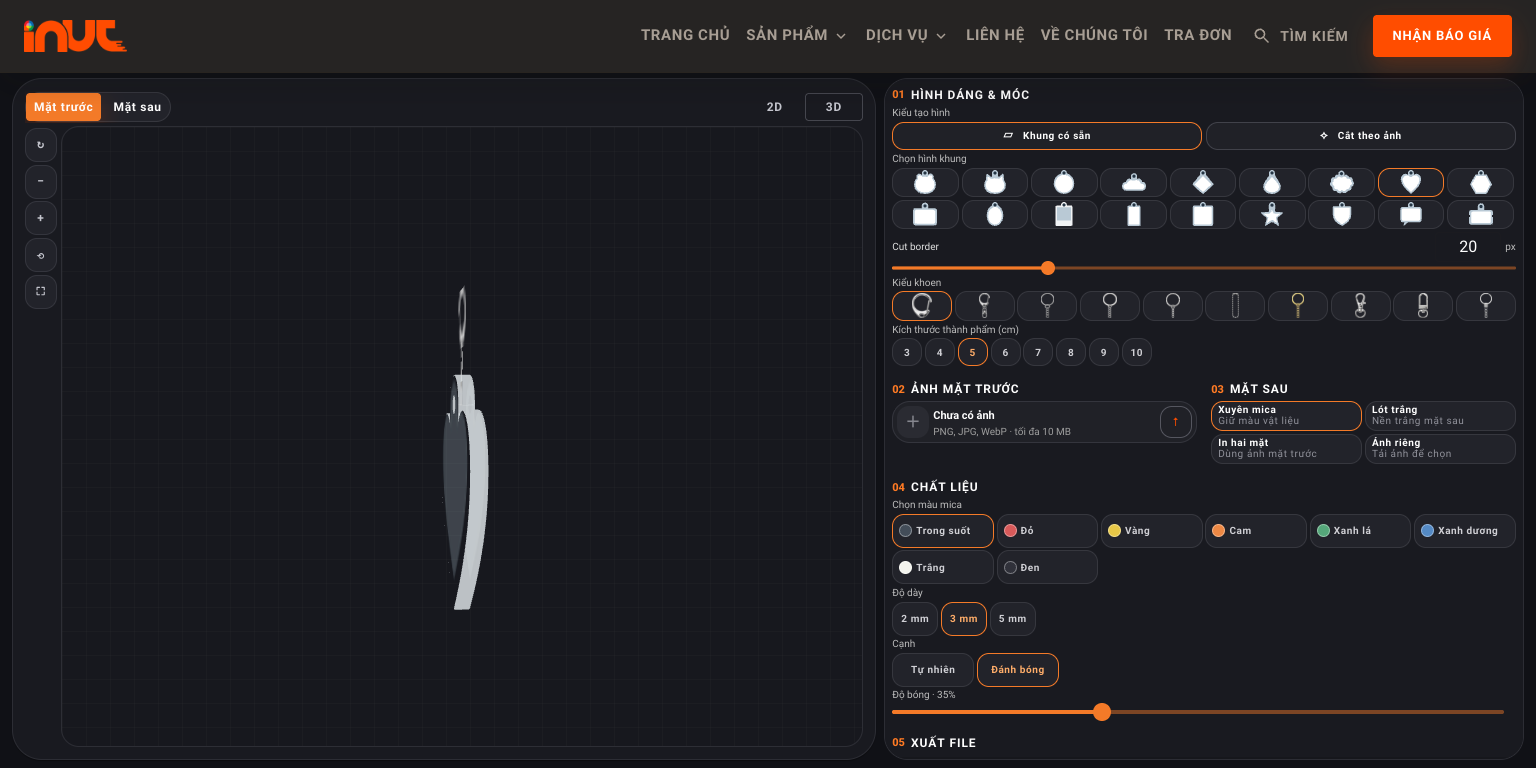 inut
TRANG CHỦ SẢN PHẨM DỊCH VỤ LIÊN HỆ VỀ CHÚNG TÔI TRA ĐƠN TÌM KIẾM NHẬN BÁO GIÁ
Mặt trước Mặt sau 2D 3D
01 HÌNH DÁNG & MÓC
Kiểu tạo hình
Khung có sẵn Cắt theo ảnh
Chọn hình khung
Cut border 20 px
Kiểu khoen
Kích thước thành phẩm (cm)
3 4 5 6 7 8 9 10
02 ẢNH MẶT TRƯỚC
Chưa có ảnh
PNG, JPG, WebP · tối đa 10 MB
03 MẶT SAU
Xuyên mica
Giữ màu vật liệu
Lót trắng
Nền trắng mặt sau
In hai mặt
Dùng ảnh mặt trước
Ảnh riêng
Tải ảnh để chọn
04 CHẤT LIỆU
Chọn màu mica
Trong suốt Đỏ Vàng Cam Xanh lá Xanh dương
Trắng Đen
Độ dày
2 mm 3 mm 5 mm
Cạnh
Tự nhiên Đánh bóng
Độ bóng · 35%
05 XUẤT FILE